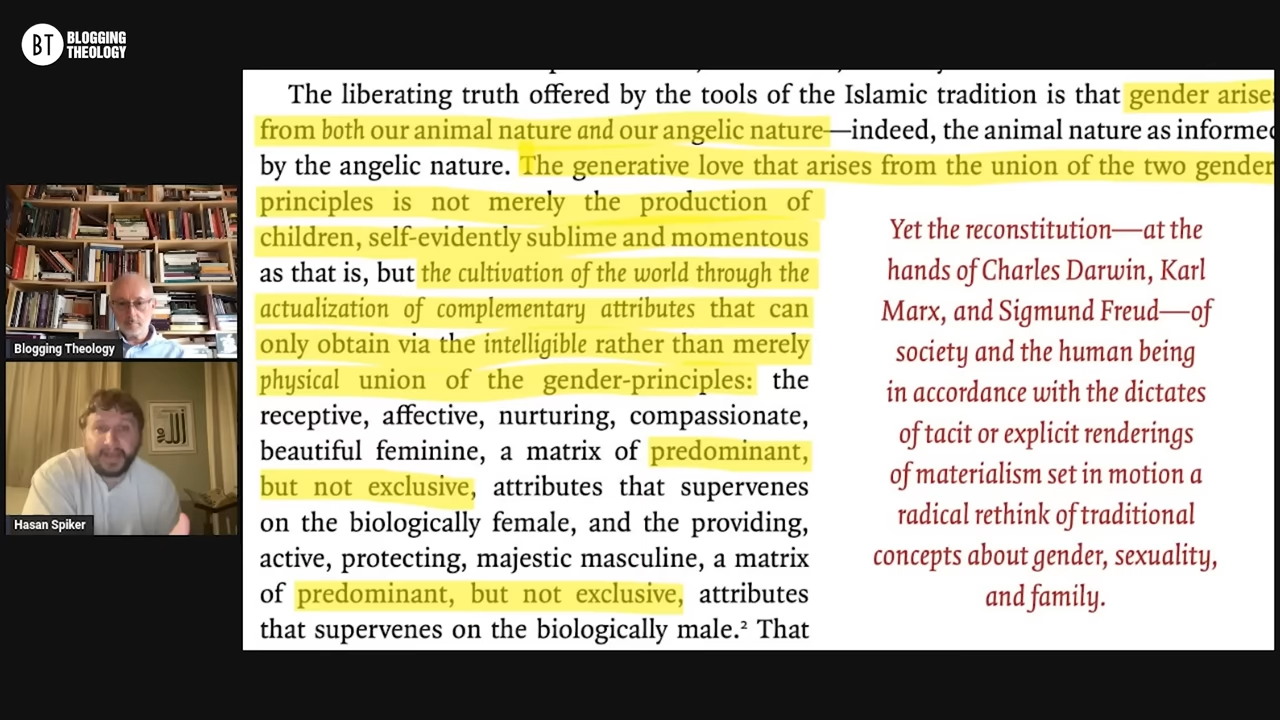 BT BLOGGING
THEOLOGY
The liberating truth offered by the tools of the Islamic tradition is that gender arise
from both our animal nature and our angelic nature—indeed, the animal nature as informed
by the angelic nature. The generative love that arises from the union of the two gender
principles is not merely the production of
children, self-evidently sublime and momentous
as that is, but the cultivation of the world through the
actualization of complementary attributes that can
only obtain via the intelligible rather than merely
physical union of the gender-principles: the
receptive, affective, nurturing, compassionate,
beautiful feminine, a matrix of predominant,
but not exclusive, attributes that supervenes
on the biologically female, and the providing,
active, protecting, majestic masculine, a matrix
of predominant, but not exclusive, attributes
that supervenes on the biologically male.² That
Yet the reconstitution—at the
hands of Charles Darwin, Karl
Marx, and Sigmund Freud—of
society and the human being
in accordance with the dictates
of tacit or explicit renderings
of materialism set in motion a
radical rethink of traditional
concepts about gender, sexuality,
and family.
Blogging Theology
الله
Hasan Spiker